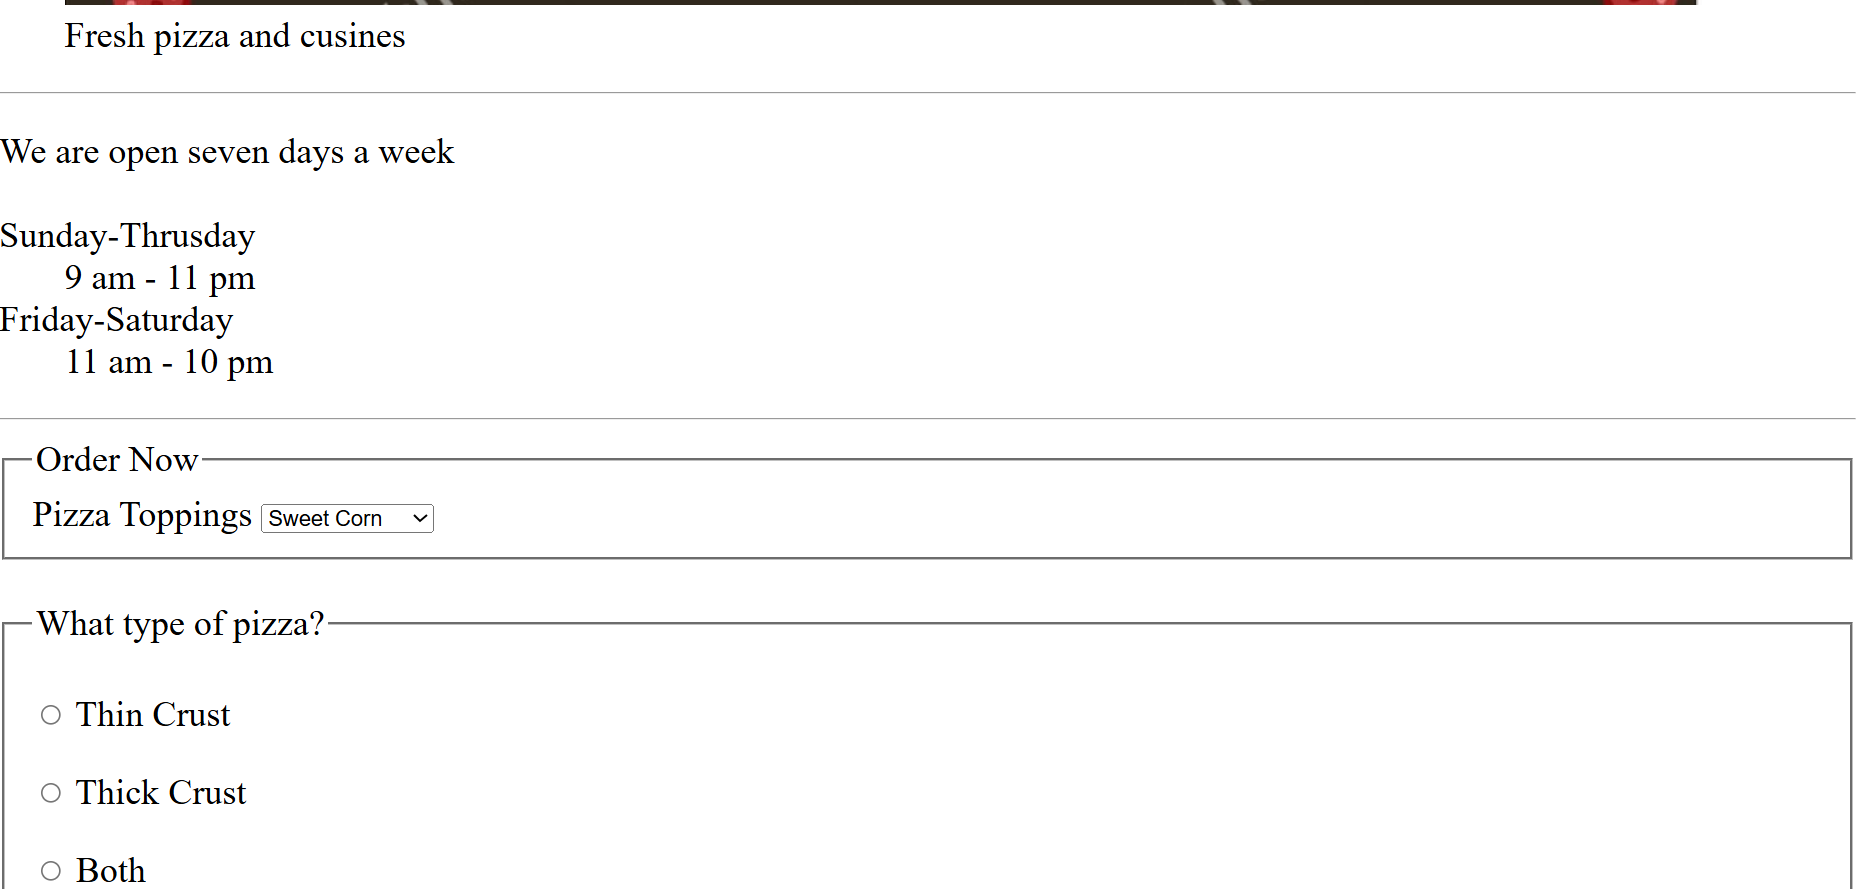 Fresh pizza and cusines
We are open seven days a week
Sunday-Thrusday
9 am - 11 pm
Friday-Saturday
11 am - 10 pm
Order Now
Pizza Toppings Sweet Corn
What type of pizza?
Thin Crust
Thick Crust
Both